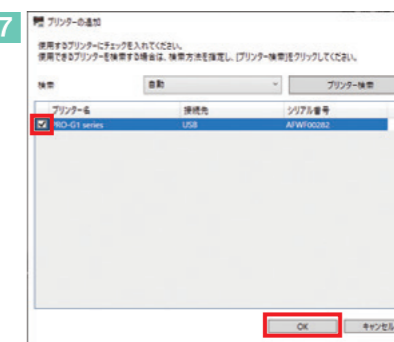 7
プリンターの追加
使用するプリンターにチェックを入れてください。
使用できるプリンターを検索する場合は、検索方法を指定し、[プリンター検索]をクリックしてください。
検索 自動 プリンター検索
プリンター名 接続先 シリアル番号
PRO-G1 series USB AFWF00282
OK キャンセル